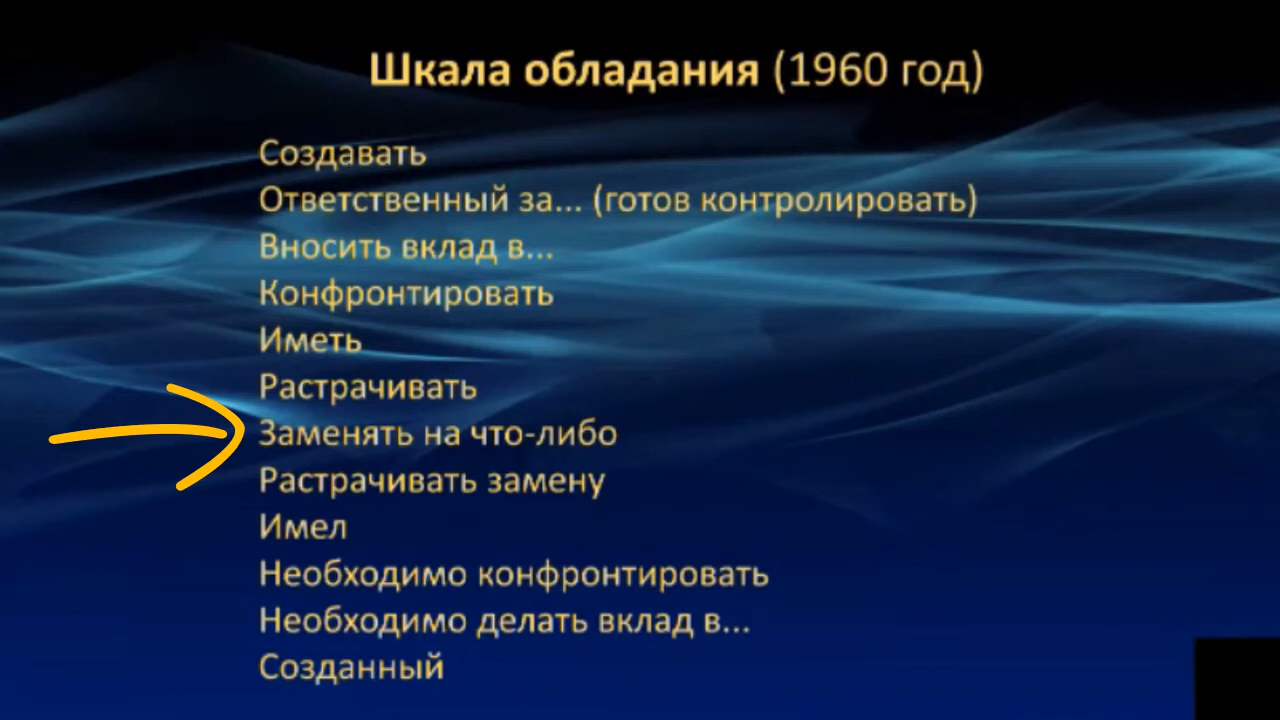 Шкала обладания (1960 год)
Создавать
Ответственный за... (готов контролировать)
Вносить вклад в...
Конфронтировать
Иметь
Растрачивать
Заменять на что-либо
Растрачивать замену
Имел
Необходимо конфронтировать
Необходимо делать вклад в...
Созданный